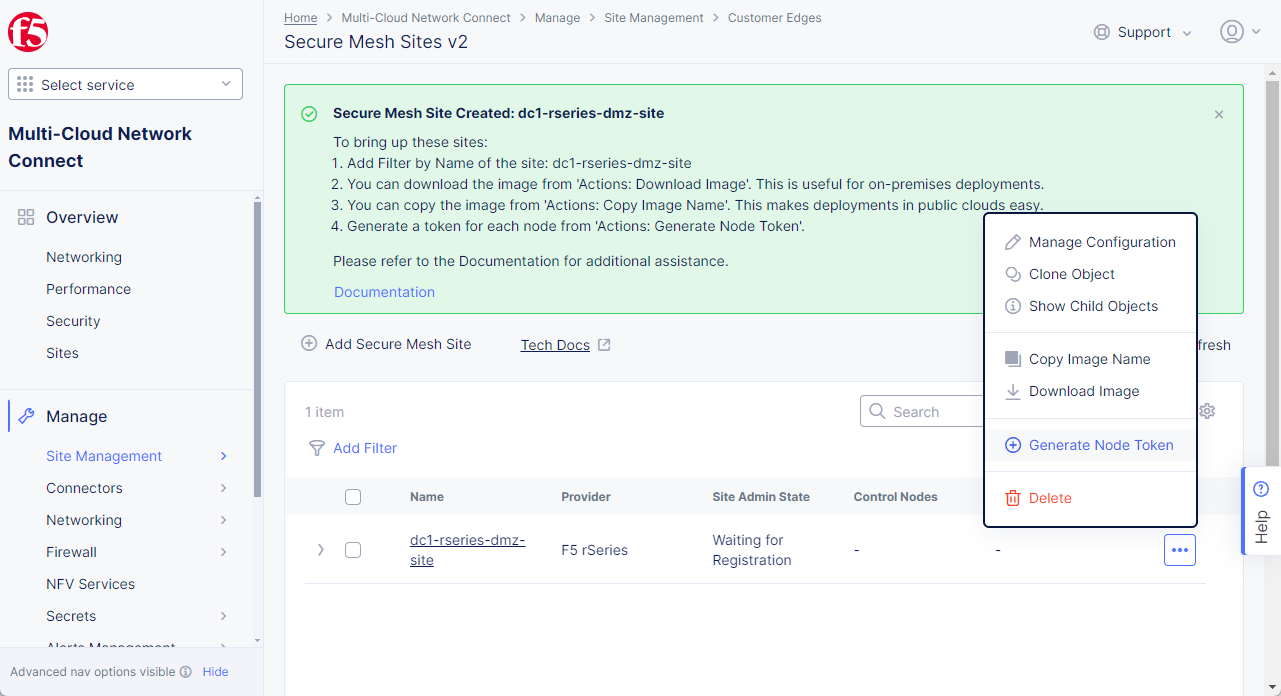 f5
Home > Multi-Cloud Network Connect > Manage > Site Management > Customer Edges
Secure Mesh Sites v2
Support
Select service
Multi-Cloud Network
Connect
Overview
Networking
Performance
Security
Sites
Manage
Site Management
Connectors
Networking
Firewall
NFV Services
Secrets
Alerts Management
Advanced nav options visible
Hide
Secure Mesh Site Created: dc1-rseries-dmz-site
To bring up these sites:
1. Add Filter by Name of the site: dc1-rseries-dmz-site
2. You can download the image from 'Actions: Download Image'. This is useful for on-premises deployments.
3. You can copy the image from 'Actions: Copy Image Name'. This makes deployments in public clouds easy.
4. Generate a token for each node from 'Actions: Generate Node Token'.
Please refer to the Documentation for additional assistance.
Documentation
Add Secure Mesh Site
Tech Docs
fresh
1 item
Search
Add Filter
Name
Provider
Site Admin State
Control Nodes
dc1-rseries-dmz-
site
F5 rSeries
Waiting for
Registration
-
-
Manage Configuration
Clone Object
Show Child Objects
Copy Image Name
Download Image
Generate Node Token
Delete
Help